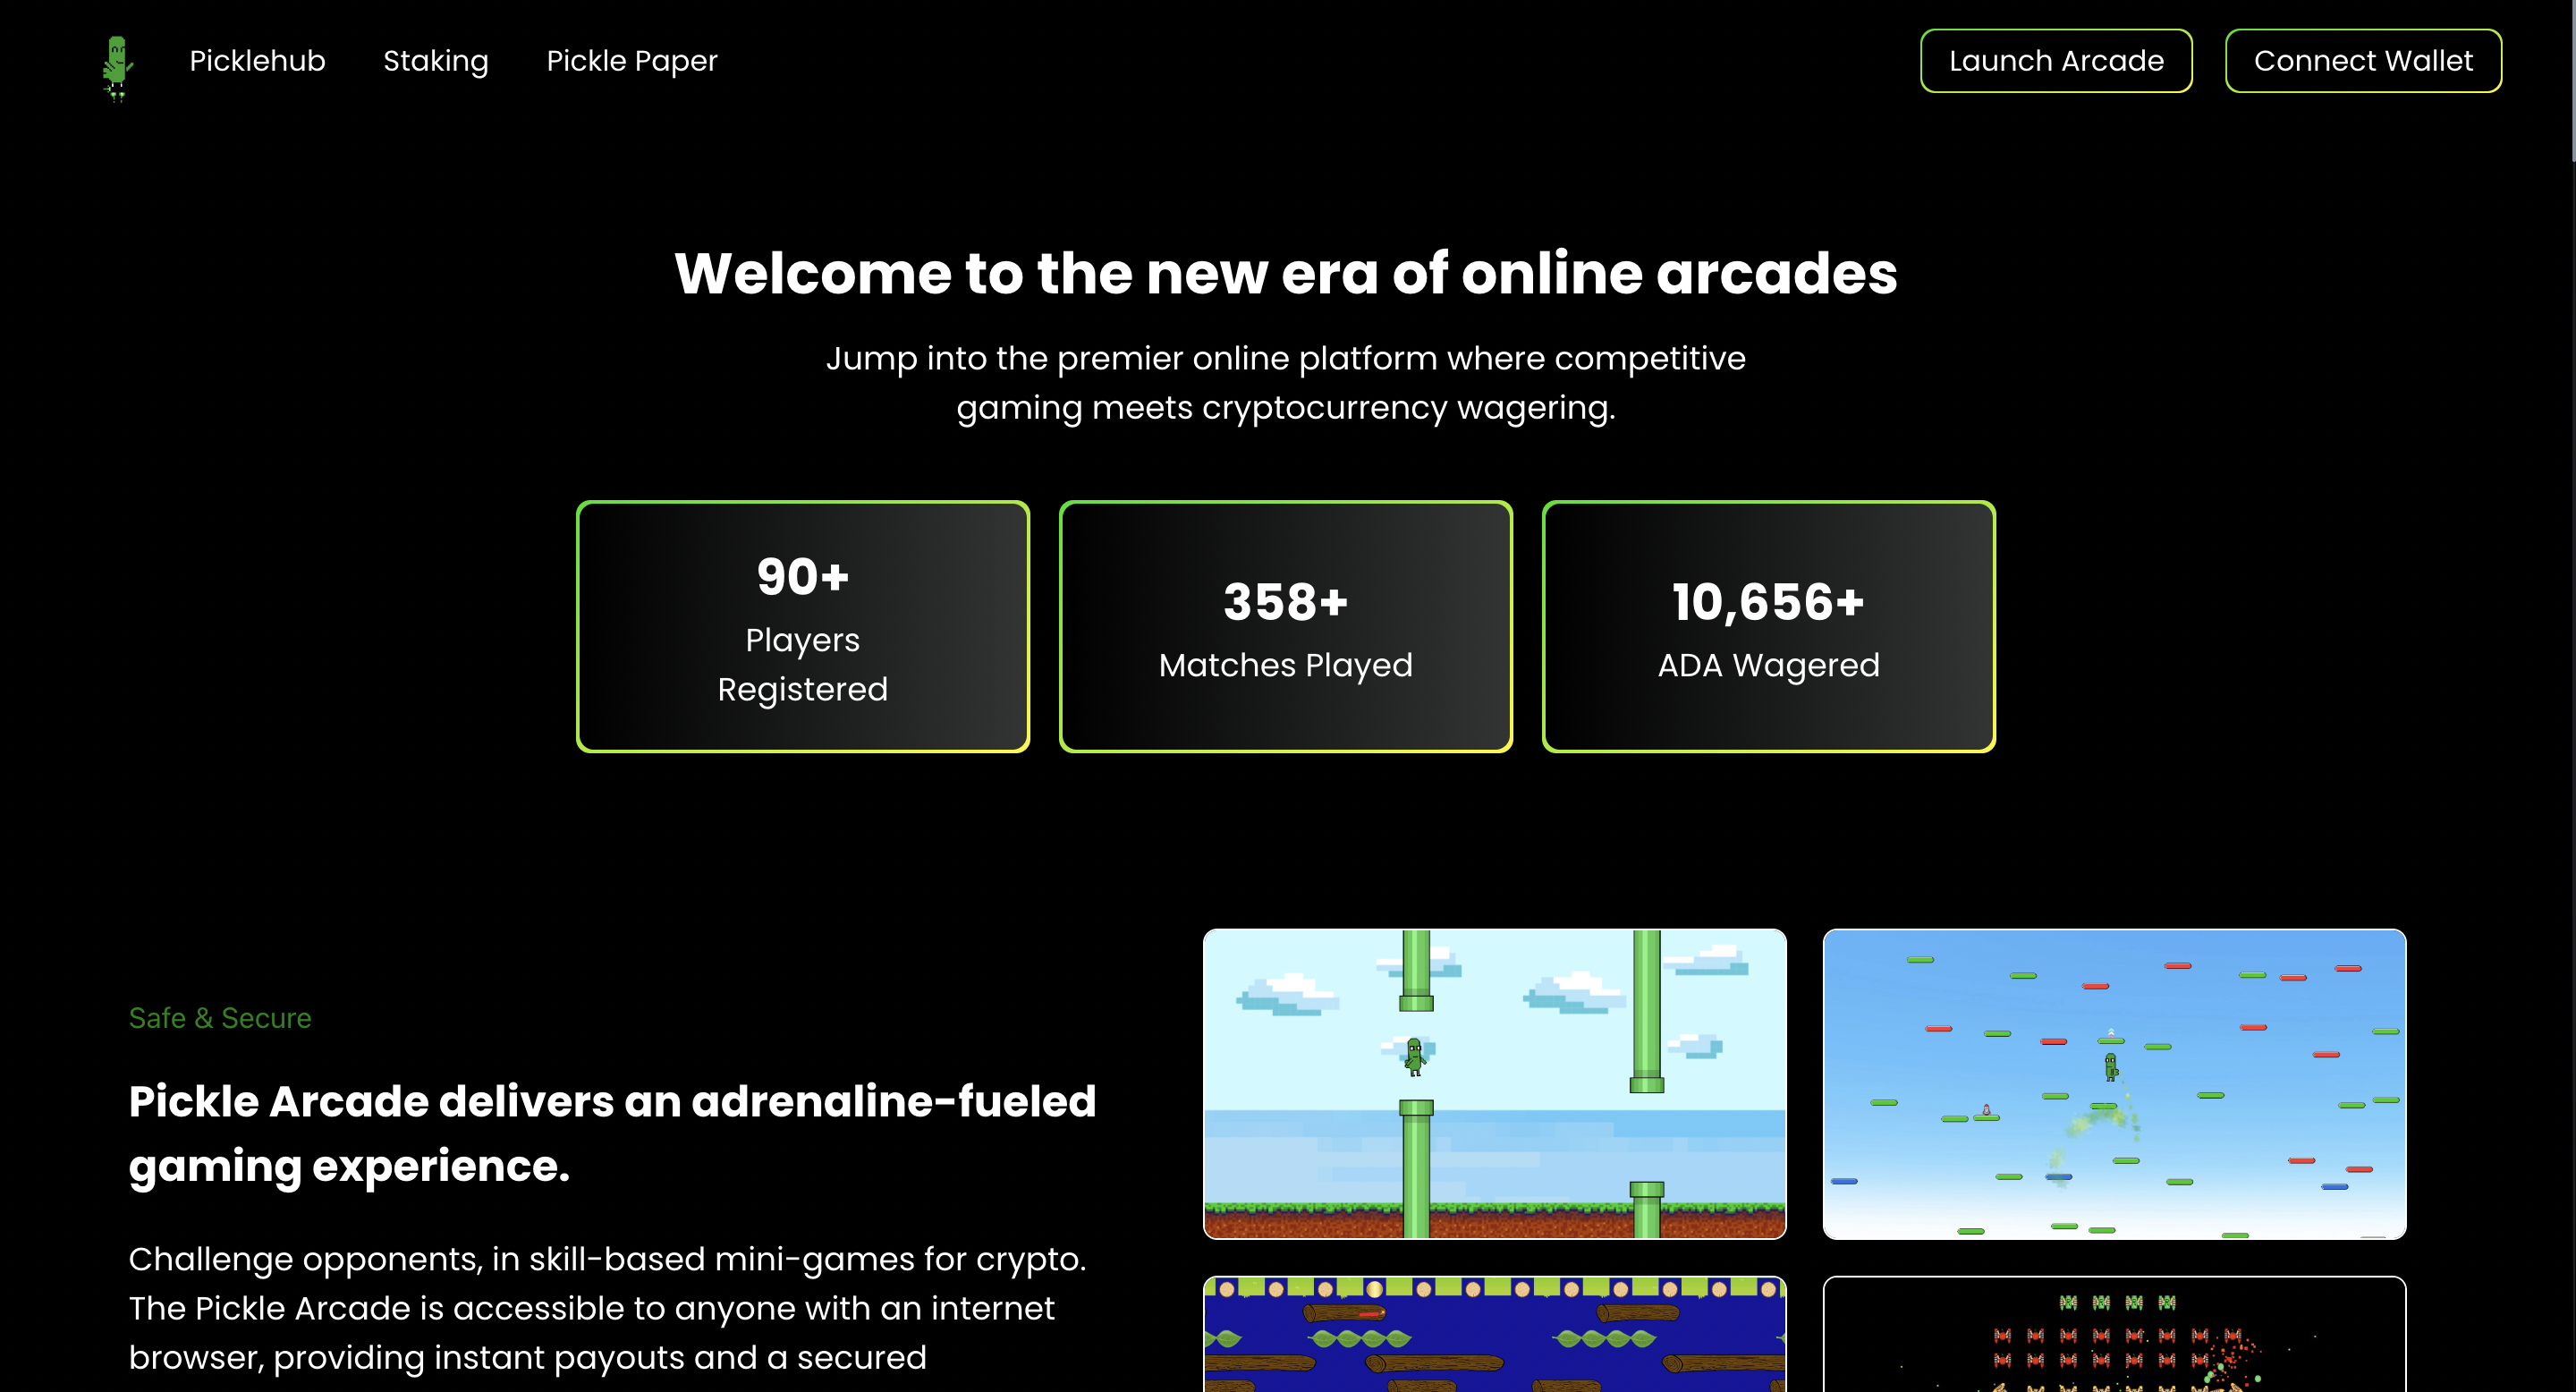 Picklehub
Staking
Pickle Paper
Launch Arcade
Connect Wallet
Welcome to the new era of online arcades
Jump into the premier online platform where competitive
gaming meets cryptocurrency wagering.
90+
Players
Registered
358+
Matches Played
10,656+
ADA Wagered
Safe & Secure
Pickle Arcade delivers an adrenaline-fueled
gaming experience.
Challenge opponents, in skill-based mini-games for crypto.
The Pickle Arcade is accessible to anyone with an internet
browser, providing instant payouts and a secured